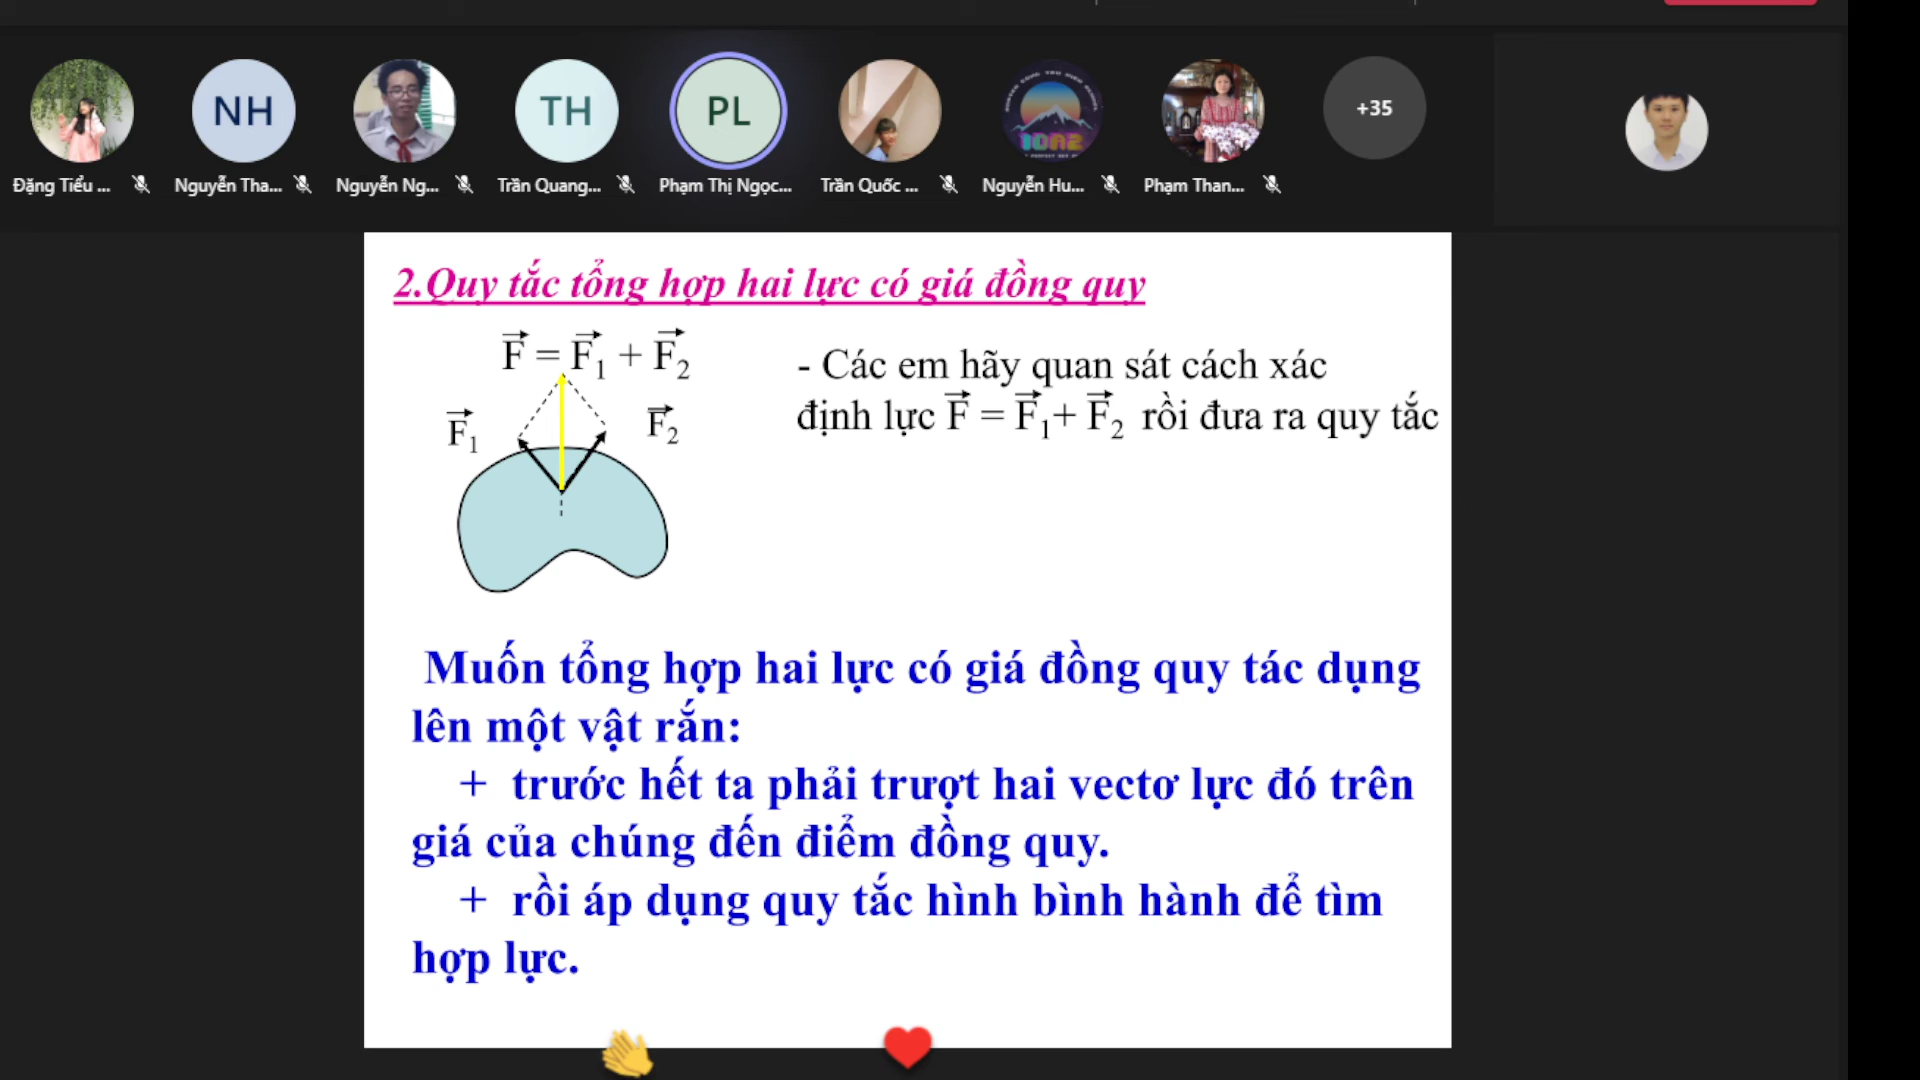 NH
TH
PL
+35
Đặng Tiểu ...
Nguyễn Tha...
Nguyễn Ng...
Trần Quang...
Phạm Thị Ngọc...
Trần Quốc ...
Nguyễn Hu...
Phạm Than...
10A2
2.Quy tắc tổng hợp hai lực có giá đồng quy
F = F₁ + F₂
F₁
F₂
- Các em hãy quan sát cách xác
định lực F = F₁+ F₂ rồi đưa ra quy tắc
Muốn tổng hợp hai lực có giá đồng quy tác dụng
lên một vật rắn:
+ trước hết ta phải trượt hai vectơ lực đó trên
giá của chúng đến điểm đồng quy.
+ rồi áp dụng quy tắc hình bình hành để tìm
hợp lực.